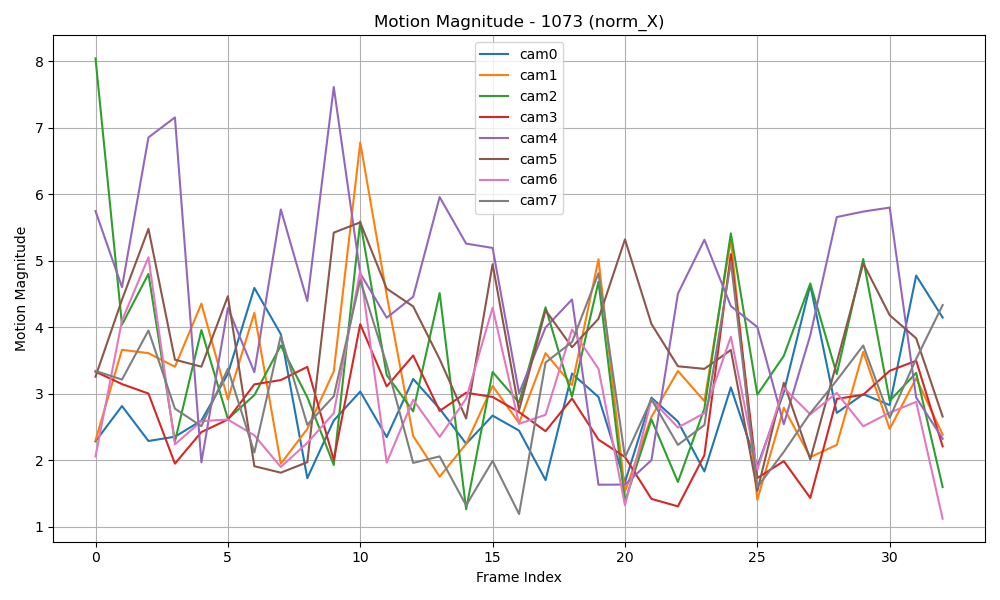 Motion Magnitude - 1073 (norm_X)
cam0
cam1
cam2
cam3
cam4
cam5
cam6
cam7
8
7
6
5
4
3
2
1
Motion Magnitude
0 5 10 15 20 25 30
Frame Index